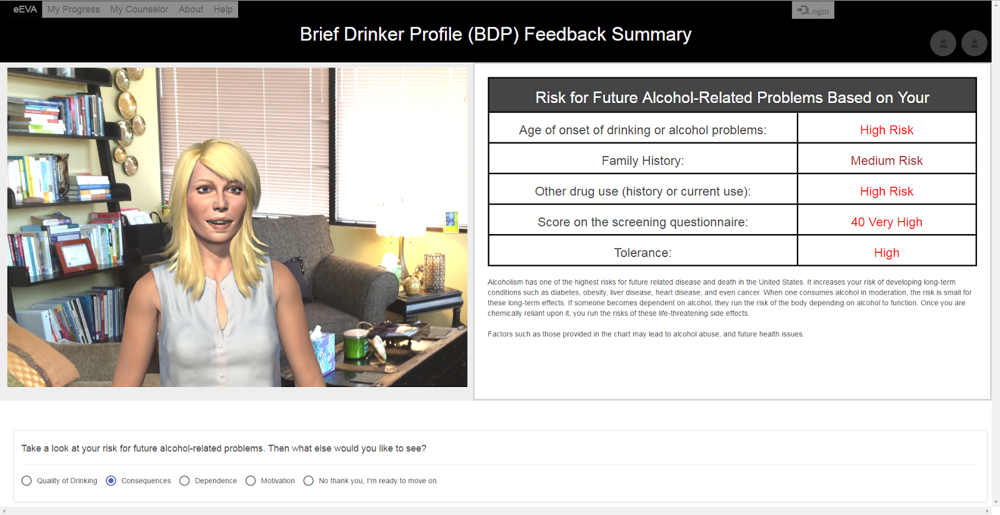 eEVA My Progress My Counselor About Help Login
Brief Drinker Profile (BDP) Feedback Summary
Risk for Future Alcohol-Related Problems Based on Your
Age of onset of drinking or alcohol problems: High Risk
Family History: Medium Risk
Other drug use (history or current use): High Risk
Score on the screening questionnaire: 40 Very High
Tolerance: High
Alcoholism has one of the highest risks for future related disease and death in the United States. It increases your risk of developing long-term
conditions such as diabetes, obesity, liver disease, heart disease, and even cancer. When one consumes alcohol in moderation, the risk is small for
these long-term effects. If someone becomes dependent on alcohol, they run the risk of the body depending on alcohol to function. Once you are
chemically reliant upon it, you run the risks of these life-threatening side effects.
Factors such as those provided in the chart may lead to alcohol abuse, and future health issues.
Take a look at your risk for future alcohol-related problems. Then what else would you like to see?
Quality of Drinking Consequences Dependence Motivation No thank you, I'm ready to move on.